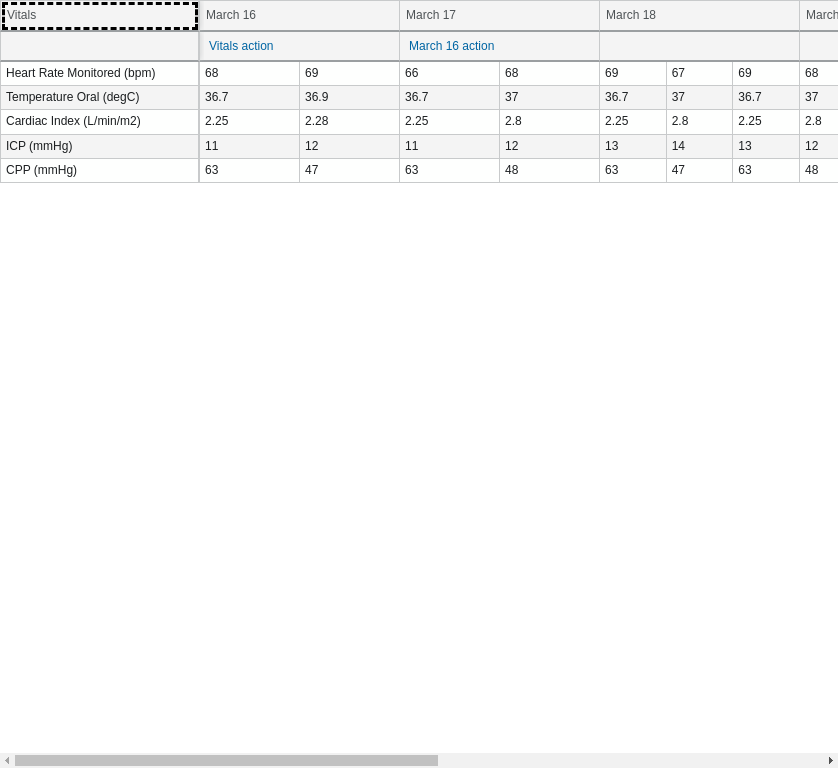 Vitals March 16 March 17 March 18 March
Vitals action March 16 action
Heart Rate Monitored (bpm) 68 69 66 68 69 67 69 68
Temperature Oral (degC) 36.7 36.9 36.7 37 36.7 37 36.7 37
Cardiac Index (L/min/m2) 2.25 2.28 2.25 2.8 2.25 2.8 2.25 2.8
ICP (mmHg) 11 12 11 12 13 14 13 12
CPP (mmHg) 63 47 63 48 63 47 63 48